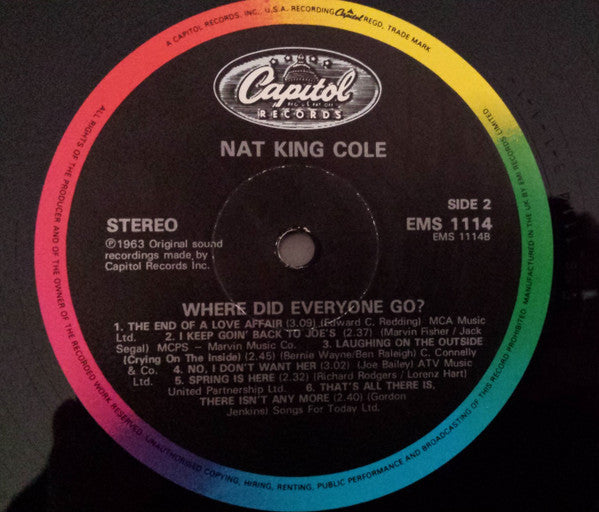 A CAPITOL RECORDS, INC., U.S.A. RECORDING Capitol REGD. TRADE MARK
Capitol
RECORDS
NAT KING COLE
SIDE 2
STEREO
EMS 1114
EMS 1114B
℗1963 Original sound
recordings made by
Capitol Records Inc.
WHERE DID EVERYONE GO?
1. THE END OF A LOVE AFFAIR (3.09) (Edward C. Redding) MCA Music
Ltd. 2. I KEEP GOIN' BACK TO JOE'S (2.37) (Marvin Fisher / Jack
Segal) MCPS – Marvin Music Co. 3. LAUGHING ON THE OUTSIDE
(Crying On The Inside) (2.45) (Bernie Wayne/Ben Raleigh) C. Connelly
& Co. 4. NO, I DON'T WANT HER (3.02) (Joe Bailey) ATV Music
Ltd. 5. SPRING IS HERE (2.32) (Richard Rodgers / Lorenz Hart)
United Partnership Ltd. 6. THAT'S ALL THERE IS,
THERE ISN'T ANY MORE (2.40) (Gordon
Jenkins) Songs For Today Ltd.
ALL RIGHTS OF THE PRODUCER AND OF THE OWNER OF THE RECORDED WORK RESERVED. UNAUTHORISED COPYING, HIRING, RENTING, PUBLIC PERFORMANCE AND BROADCASTING OF THIS RECORD PROHIBITED. MANUFACTURED IN THE UK BY EMI RECORDS LIMITED.